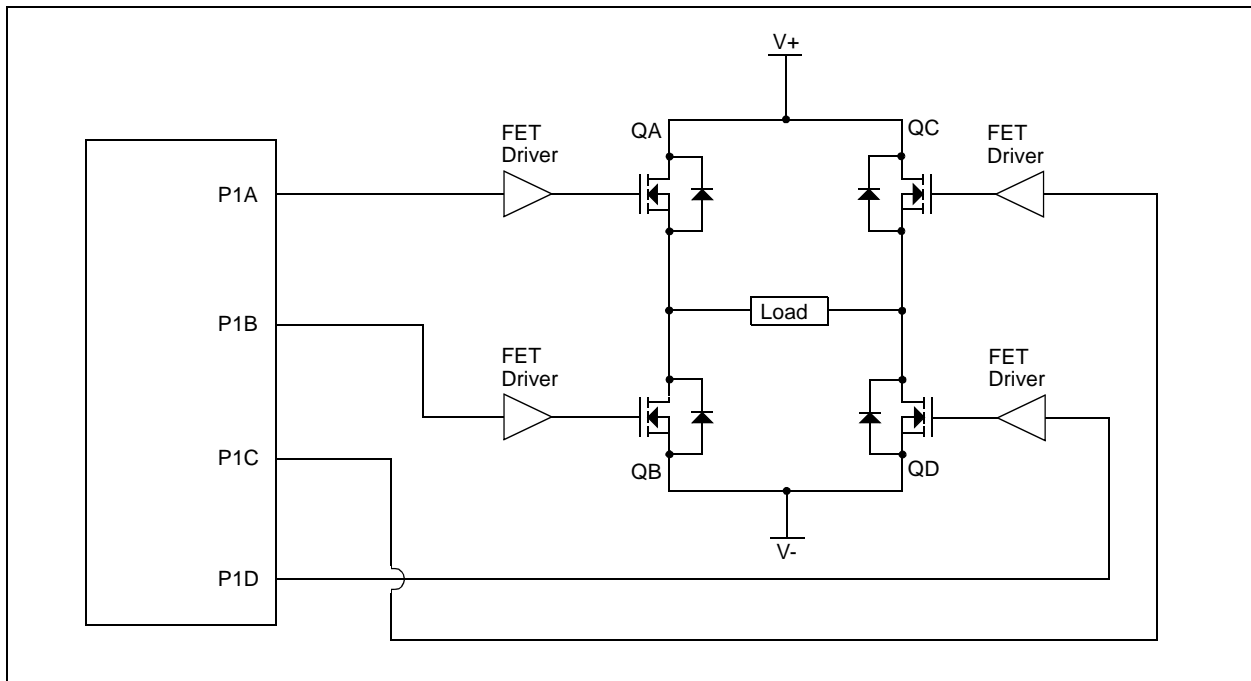 V+
QA
QC
FET
Driver
FET
Driver
P1A
Load
P1B
FET
Driver
FET
Driver
P1C
QB
QD
V-
P1D